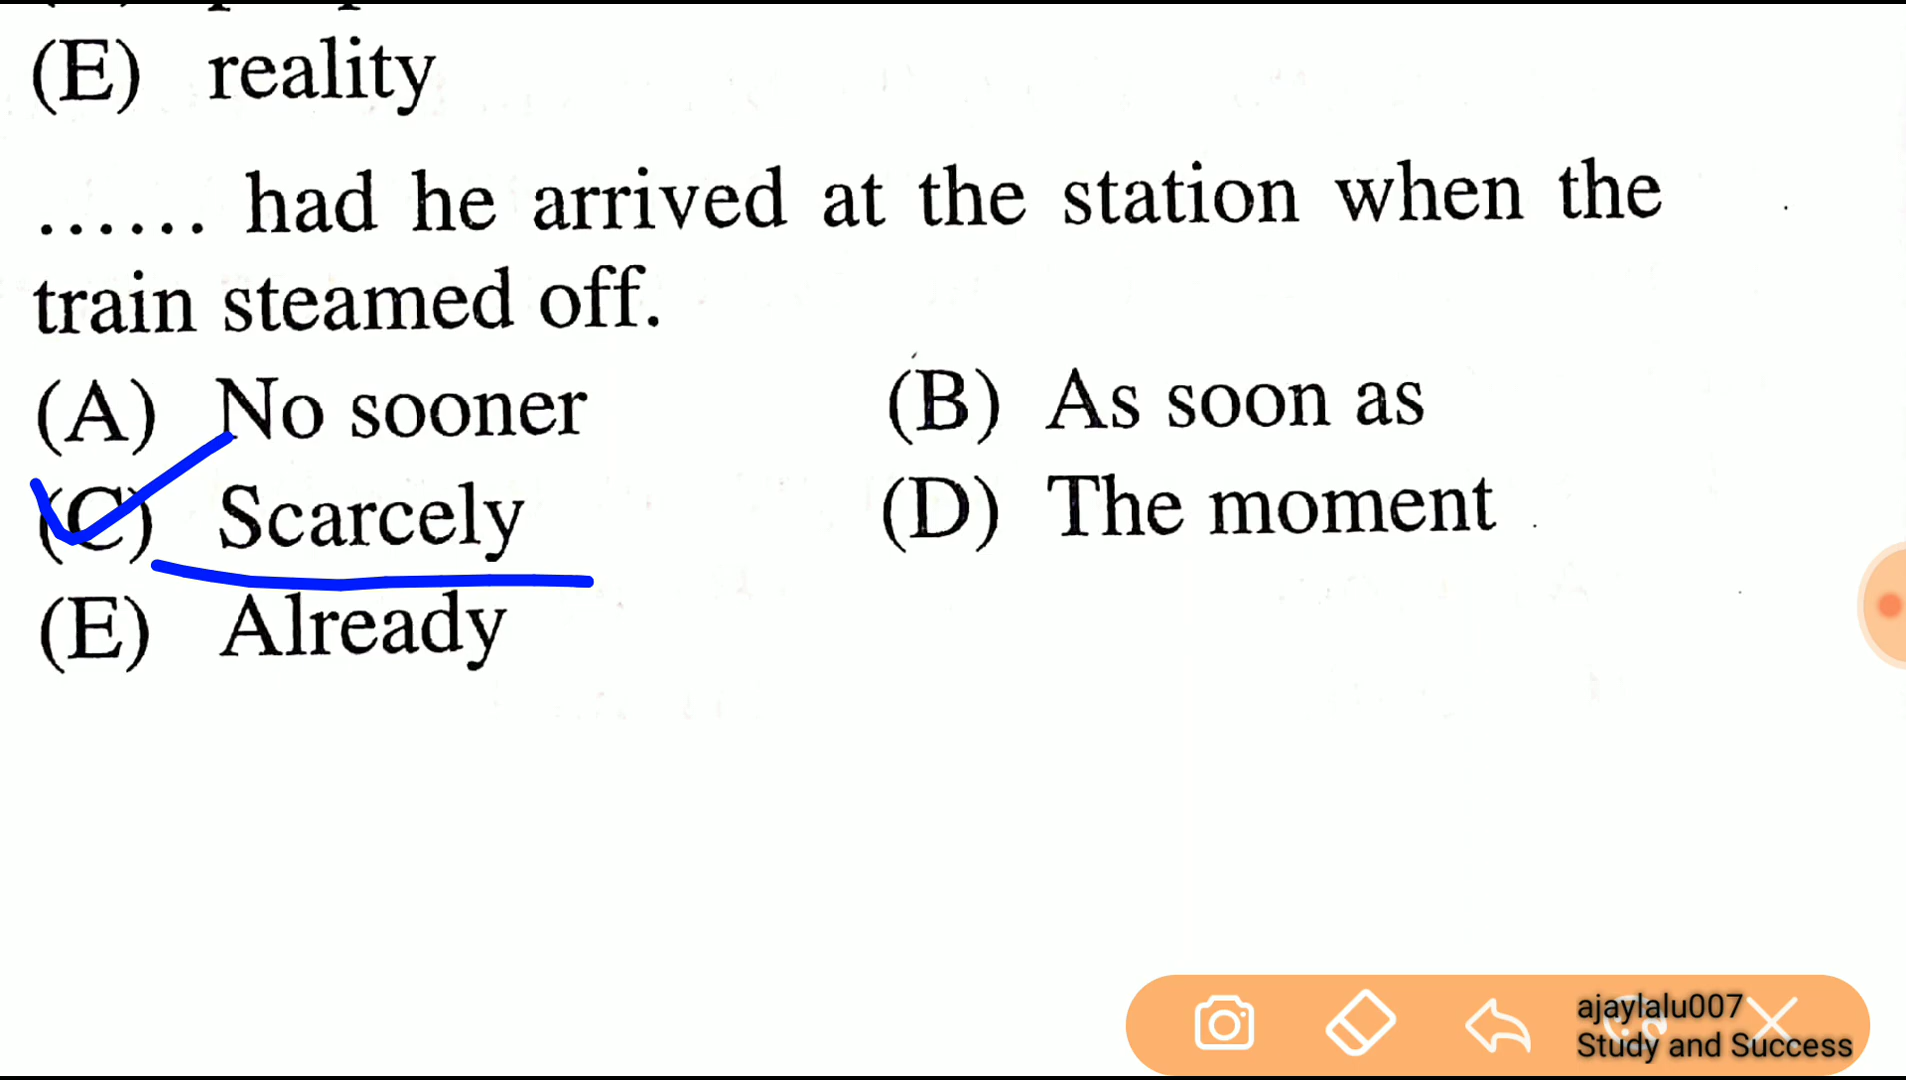 (E) reality
...... had he arrived at the station when the
train steamed off.
(A) No sooner (B) As soon as
(C) Scarcely (D) The moment
(E) Already
ajaylalu007
Study and Success